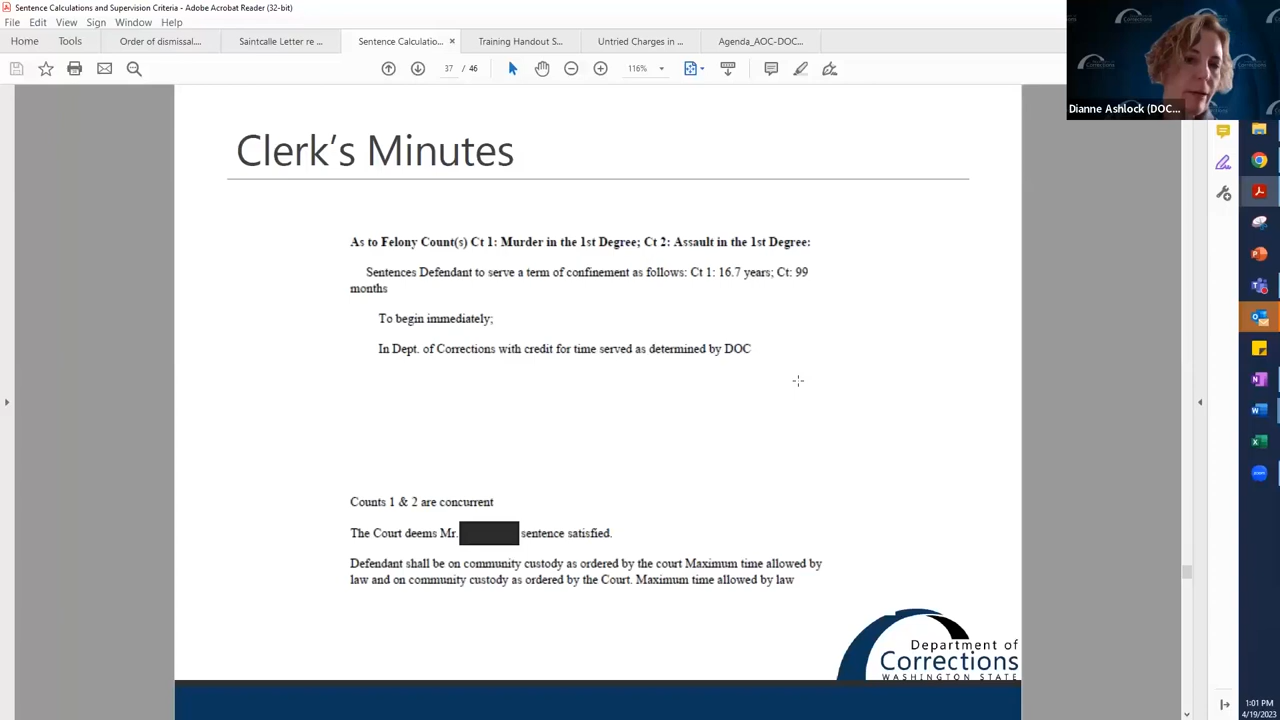 Sentence Calculations and Supervision Criteria - Adobe Acrobat Reader (32-bit)
File Edit View Sign Window Help
Home Tools Order of dismissal.... Saintcalle Letter re ... Sentence Calculatio... × Training Handout S... Untried Charges in ... Agenda_AOC-DOC...
37 / 46 116%
Dianne Ashlock (DOC...
Clerk's Minutes
As to Felony Count(s) Ct 1: Murder in the 1st Degree; Ct 2: Assault in the 1st Degree:
Sentences Defendant to serve a term of confinement as follows: Ct 1: 16.7 years; Ct: 99
months
To begin immediately;
In Dept. of Corrections with credit for time served as determined by DOC
Counts 1 & 2 are concurrent
The Court deems Mr. sentence satisfied.
Defendant shall be on community custody as ordered by the court Maximum time allowed by
law and on community custody as ordered by the Court. Maximum time allowed by law
Department of
Corrections
WASHINGTON STATE
1:01 PM
4/19/2023